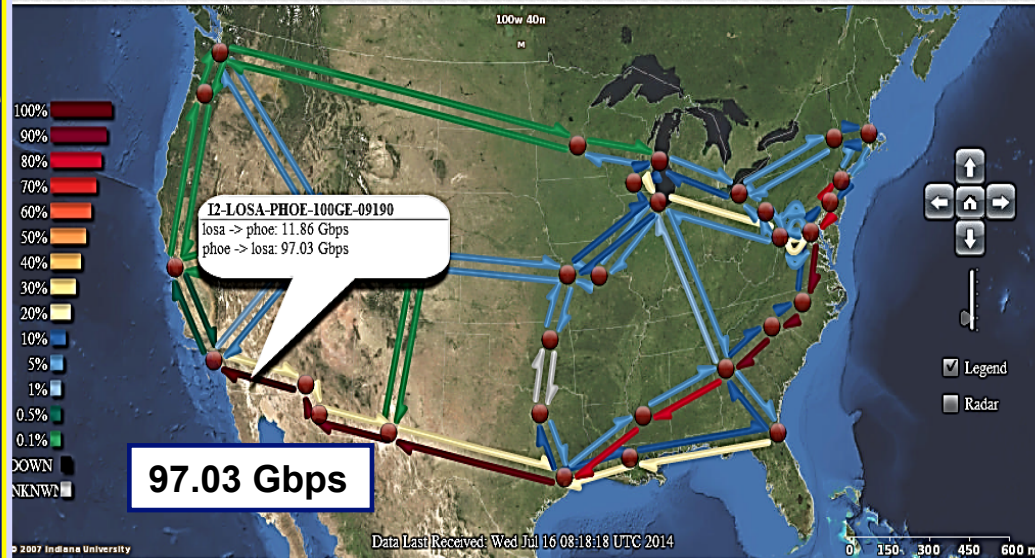 100w 40n
M
100%
90%
80%
70%
60%
50%
40%
30%
20%
10%
5%
1%
0.5%
0.1%
DOWN
NKNWN
I2-LOSA-PHOE-100GE-09190
losa -> phoe: 11.86 Gbps
phoe -> losa: 97.03 Gbps
Legend
Radar
97.03 Gbps
Data Last Received: Wed Jul 16 08:18:18 UTC 2014
© 2007 Indiana University
0 150 300 450 600